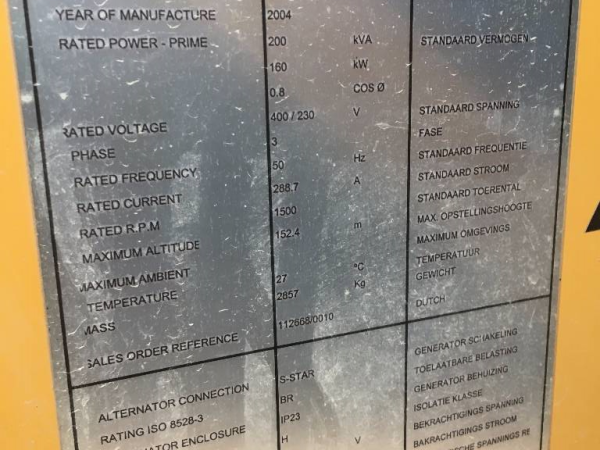 YEAR OF MANUFACTURE 2004
RATED POWER - PRIME 200 kVA STANDAARD VERMOGEN
160 kW
0.8 COS Ø
RATED VOLTAGE 400 / 230 V STANDAARD SPANNING
PHASE 3 FASE
RATED FREQUENCY 50 Hz STANDAARD FREQUENTIE
RATED CURRENT 288.7 A STANDAARD STROOM
RATED R.P.M 1500 STANDAARD TOERENTAL
MAXIMUM ALTITUDE 152.4 m MAX. OPSTELLINGSHOOGTE
MAXIMUM AMBIENT MAXIMUM OMGEVINGS
TEMPERATURE 27 °C TEMPERATUUR
MASS 2857 Kg GEWICHT
SALES ORDER REFERENCE 112668/0010 DUTCH
ALTERNATOR CONNECTION S-STAR GENERATOR SCHAKELING
RATING ISO 8528-3 BR TOELAATBARE BELASTING
ENCLOSURE IP23 GENERATOR BEHUIZING
H ISOLATIE KLASSE
V BEKRACHTIGINGS SPANNING
BAKRACHTIGINGS STROOM
SPANNINGS RE